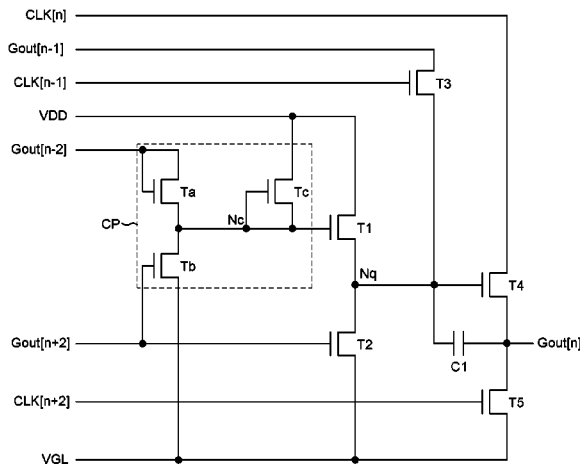 CLK[n]
Gout[n-1]
CLK[n-1]
T3
VDD
Gout[n-2]
Ta
Tc
CP
Nc
T1
Tb
Nq
T4
Gout[n+2]
T2
C1
Gout[n]
CLK[n+2]
T5
VGL